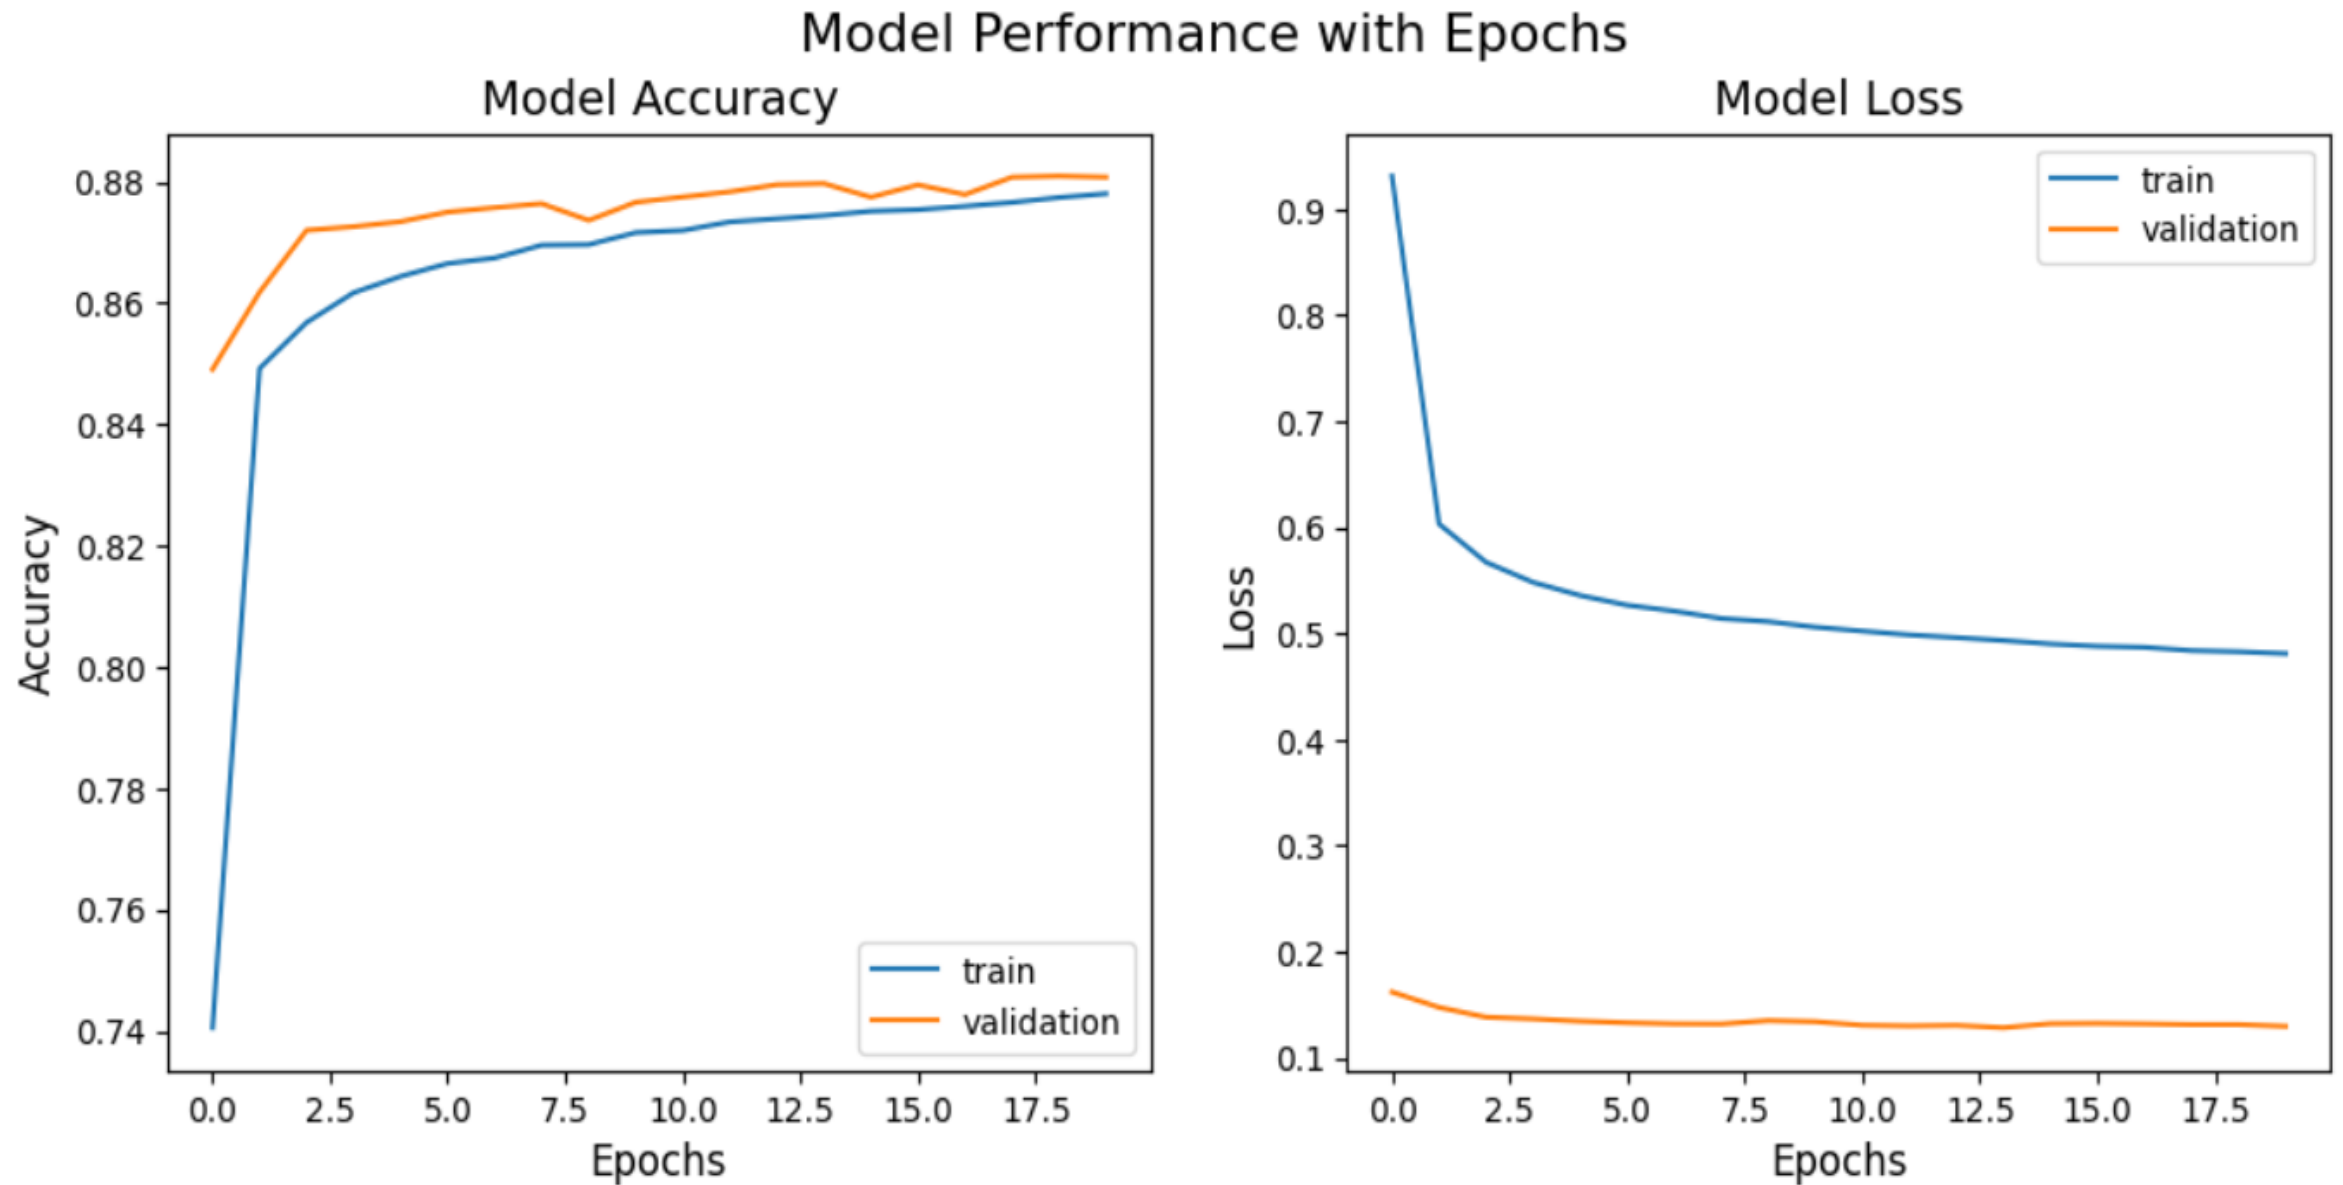 Model Performance with Epochs
Model Accuracy
0.88
0.86
0.84
0.82
0.80
0.78
0.76
0.74
Accuracy
train
validation
0.0 2.5 5.0 7.5 10.0 12.5 15.0 17.5
Epochs
Model Loss
train
validation
0.9
0.8
0.7
0.6
0.5
0.4
0.3
0.2
0.1
Loss
0.0 2.5 5.0 7.5 10.0 12.5 15.0 17.5
Epochs